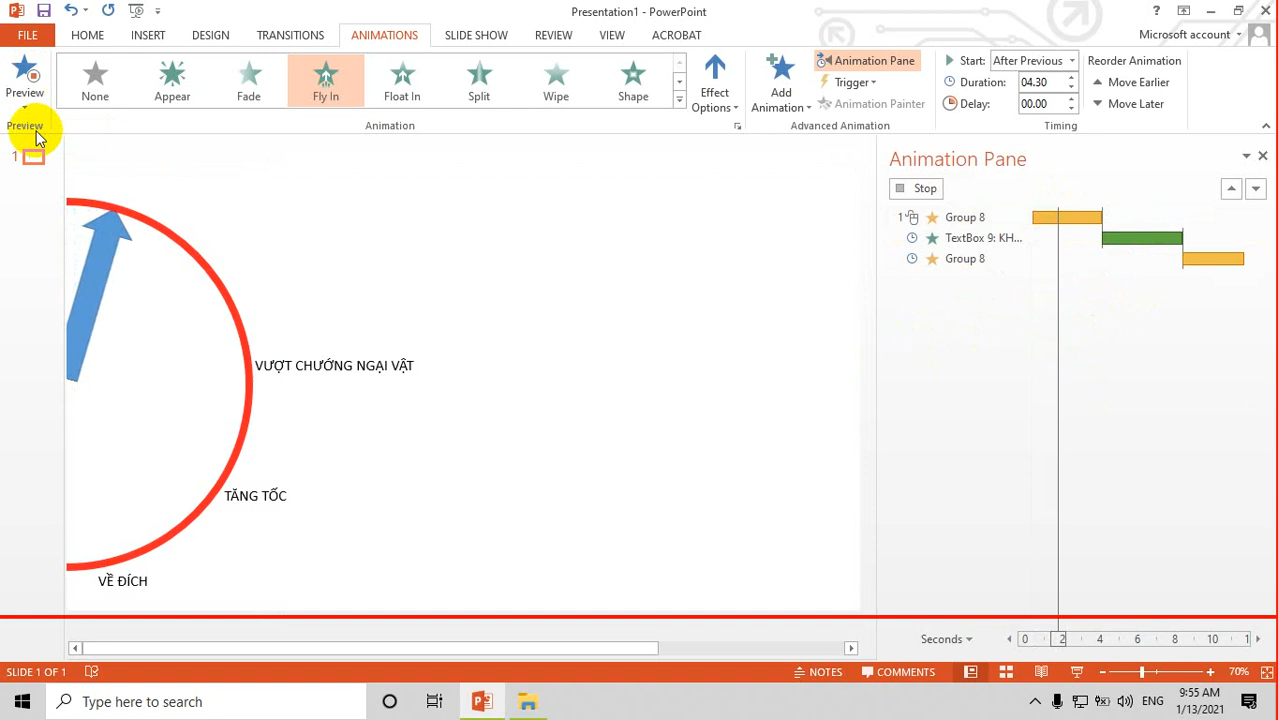 Presentation1 - PowerPoint
?
FILE HOME INSERT DESIGN TRANSITIONS ANIMATIONS SLIDE SHOW REVIEW VIEW ACROBAT Microsoft account
Preview
None Appear Fade Fly In Float In Split Wipe Shape
Effect Options
Add Animation
Animation Pane
Trigger
Animation Painter
Start: After Previous
Duration: 04.30
Delay: 00.00
Reorder Animation
Move Earlier
Move Later
Preview Animation Advanced Animation Timing
1
VƯỢT CHƯỚNG NGẠI VẬT
TĂNG TỐC
VỀ ĐÍCH
Animation Pane
Stop
1 Group 8
TextBox 9: KH...
Group 8
Seconds 0 2 4 6 8 10 1
SLIDE 1 OF 1 NOTES COMMENTS 70%
Type here to search
ENG
9:55 AM
1/13/2021